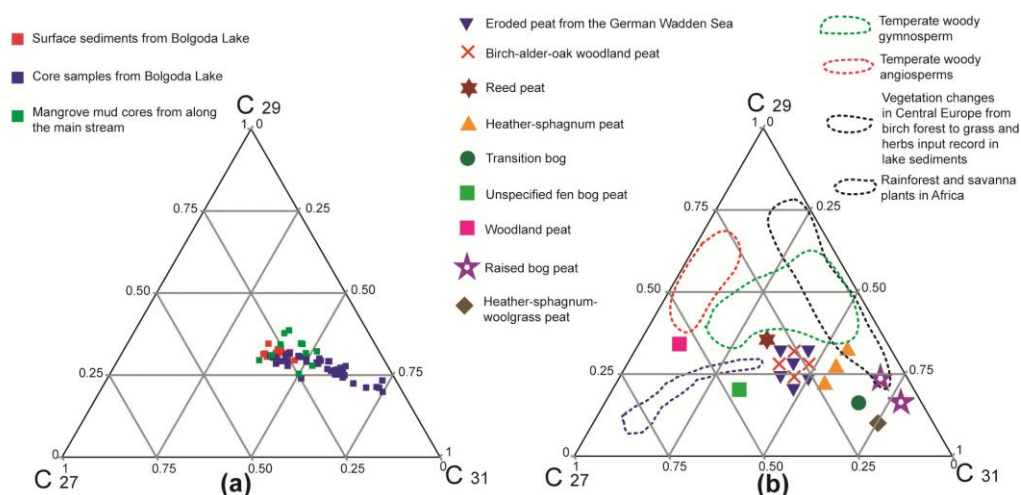 Surface sediments from Bolgoda Lake
Core samples from Bolgoda Lake
Mangrove mud cores from along
the main stream
C 29
1 0
0.75 0.25
0.50 0.50
0.25 0.75
0 1
1 0.75 0.50 0.25 0
C 27 (a) C 31
Eroded peat from the German Wadden Sea
Birch-alder-oak woodland peat
Reed peat
Heather-sphagnum peat
Transition bog
Unspecified fen bog peat
Woodland peat
Raised bog peat
Heather-sphagnum-
woolgrass peat
Temperate woody
gymnosperm
Temperate woody
angiosperms
Vegetation changes
in Central Europe from
birch forest to grass and
herbs input record in
lake sediments
Rainforest and savanna
plants in Africa
C 29
1 0
0.75 0.25
0.50 0.50
0.25 0.75
0 1
1 0.75 0.50 0.25 0
C 27 (b) C 31